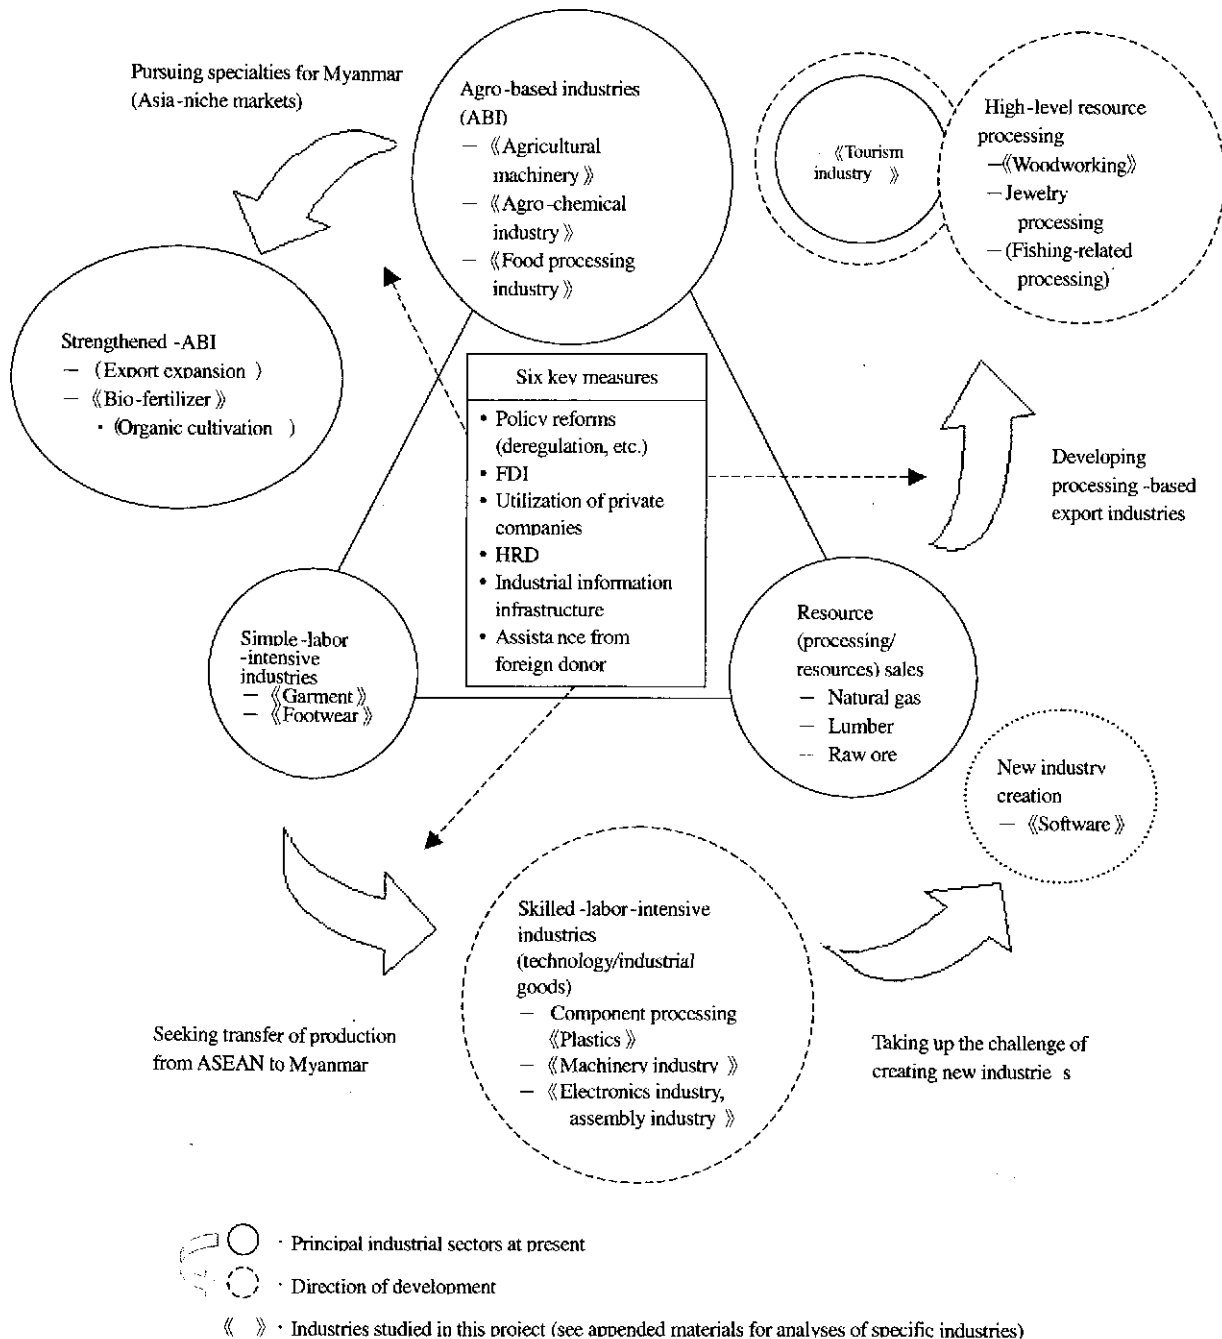 Pursuing specialties for Myanmar
(Asia-niche markets)
Agro-based industries
(ABI)
— 《Agricultural
machinery》
— 《Agro-chemical
industry》
— 《Food processing
industry》
《Tourism
industry 》
High-level resource
processing
—《Woodworking》
—Jewelry
processing
—(Fishing-related
processing)
Strengthened -ABI
— (Export expansion )
— 《Bio-fertilizer》
・(Organic cultivation )
Six key measures
• Policy reforms
(deregulation, etc.)
• FDI
• Utilization of private
companies
• HRD
• Industrial information
infrastructure
• Assistance from
foreign donor
Developing
processing -based
export industries
Simple -labor
-intensive
industries
— 《Garment》
— 《Footwear》
Resource
(processing/
resources) sales
— Natural gas
— Lumber
— Raw ore
New industry
creation
— 《Software》
Skilled -labor-intensive
industries
(technology/industrial
goods)
— Component processing
《Plastics》
— 《Machinery industry 》
— 《Electronics industry,
assembly industry》
Seeking transfer of production
from ASEAN to Myanmar
Taking up the challenge of
creating new industrie s
・Principal industrial sectors at present
・Direction of development
《 》・Industries studied in this project (see appended materials for analyses of specific industries)